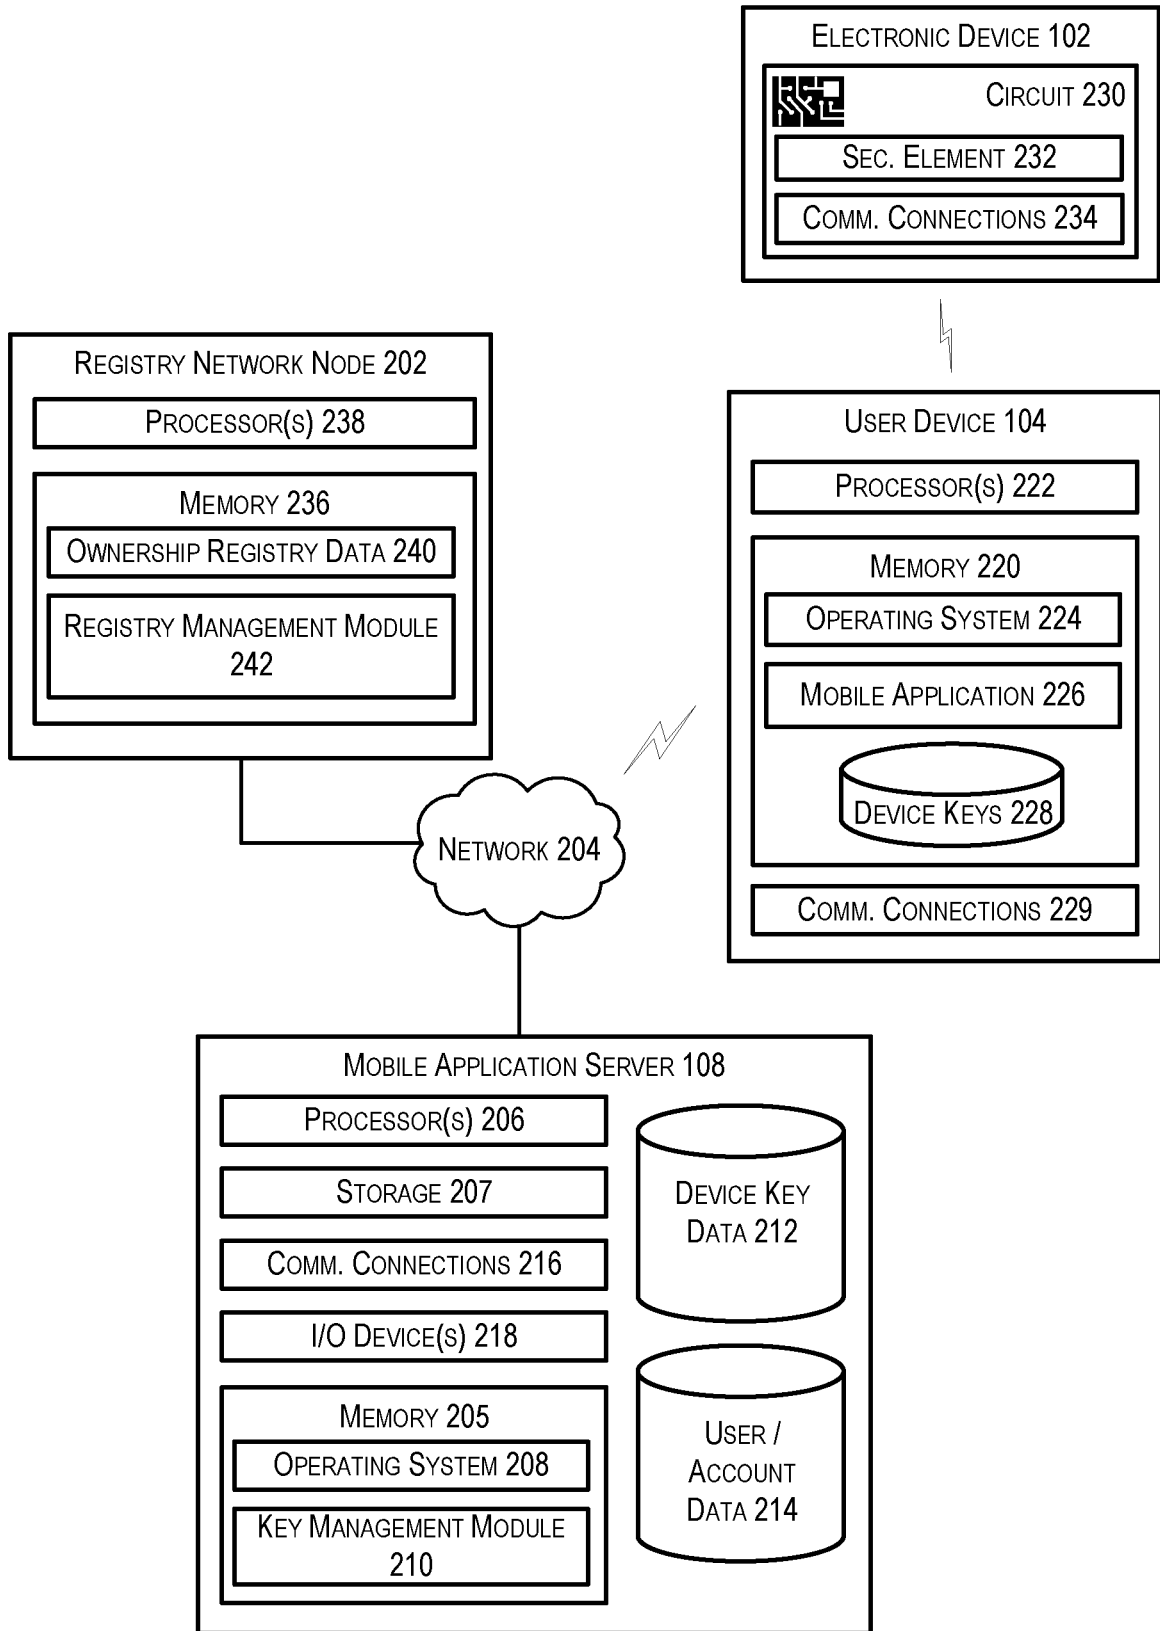 ELECTRONIC DEVICE 102
CIRCUIT 230
SEC. ELEMENT 232
COMM. CONNECTIONS 234
REGISTRY NETWORK NODE 202
PROCESSOR(S) 238
MEMORY 236
OWNERSHIP REGISTRY DATA 240
REGISTRY MANAGEMENT MODULE
242
USER DEVICE 104
PROCESSOR(S) 222
MEMORY 220
OPERATING SYSTEM 224
MOBILE APPLICATION 226
DEVICE KEYS 228
COMM. CONNECTIONS 229
NETWORK 204
MOBILE APPLICATION SERVER 108
PROCESSOR(S) 206
STORAGE 207
COMM. CONNECTIONS 216
I/O DEVICE(S) 218
MEMORY 205
OPERATING SYSTEM 208
KEY MANAGEMENT MODULE
210
DEVICE KEY
DATA 212
USER /
ACCOUNT
DATA 214